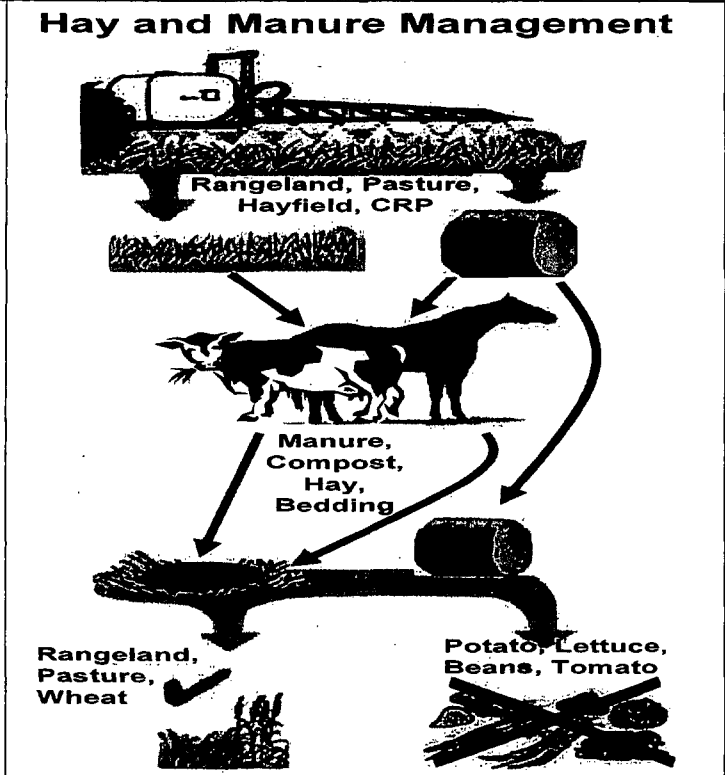 Hay and Manure Management
Rangeland, Pasture,
Hayfield, CRP
Manure,
Compost,
Hay,
Bedding
Rangeland,
Pasture,
Wheat
Potato, Lettuce,
Beans, Tomato